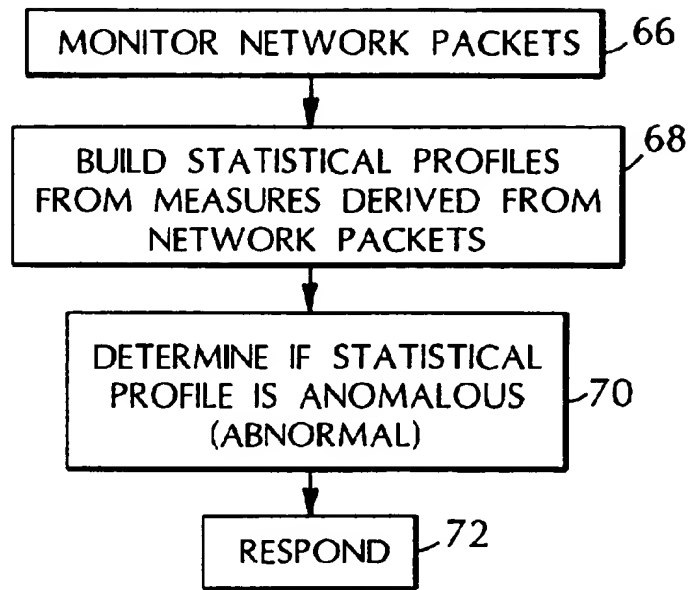 MONITOR NETWORK PACKETS 66
BUILD STATISTICAL PROFILES 68
FROM MEASURES DERIVED FROM
NETWORK PACKETS
DETERMINE IF STATISTICAL
PROFILE IS ANOMALOUS 70
(ABNORMAL)
RESPOND 72